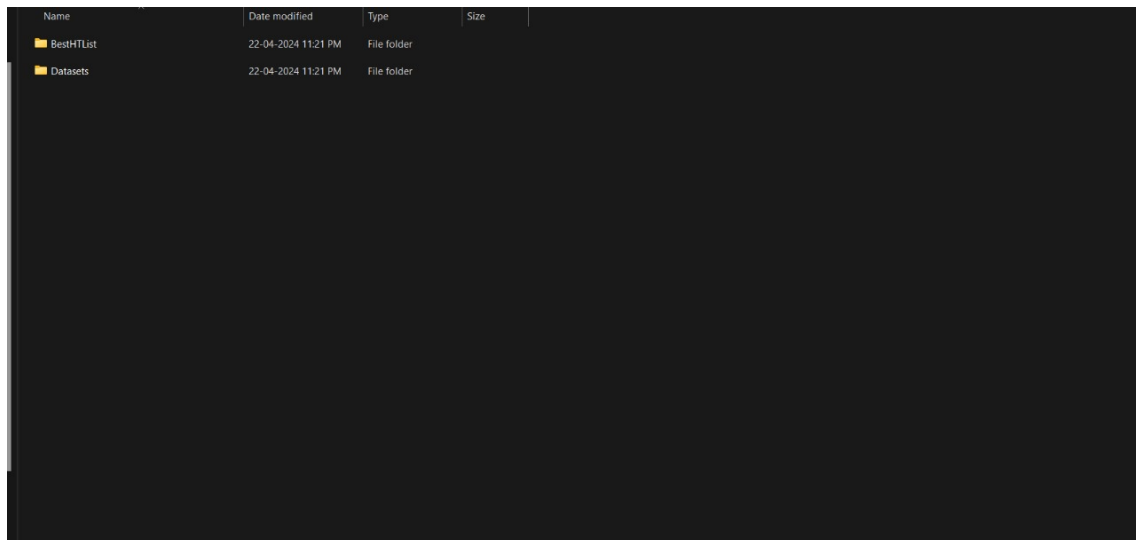 Name Date modified Type Size
BestHTList 22-04-2024 11:21 PM File folder
Datasets 22-04-2024 11:21 PM File folder